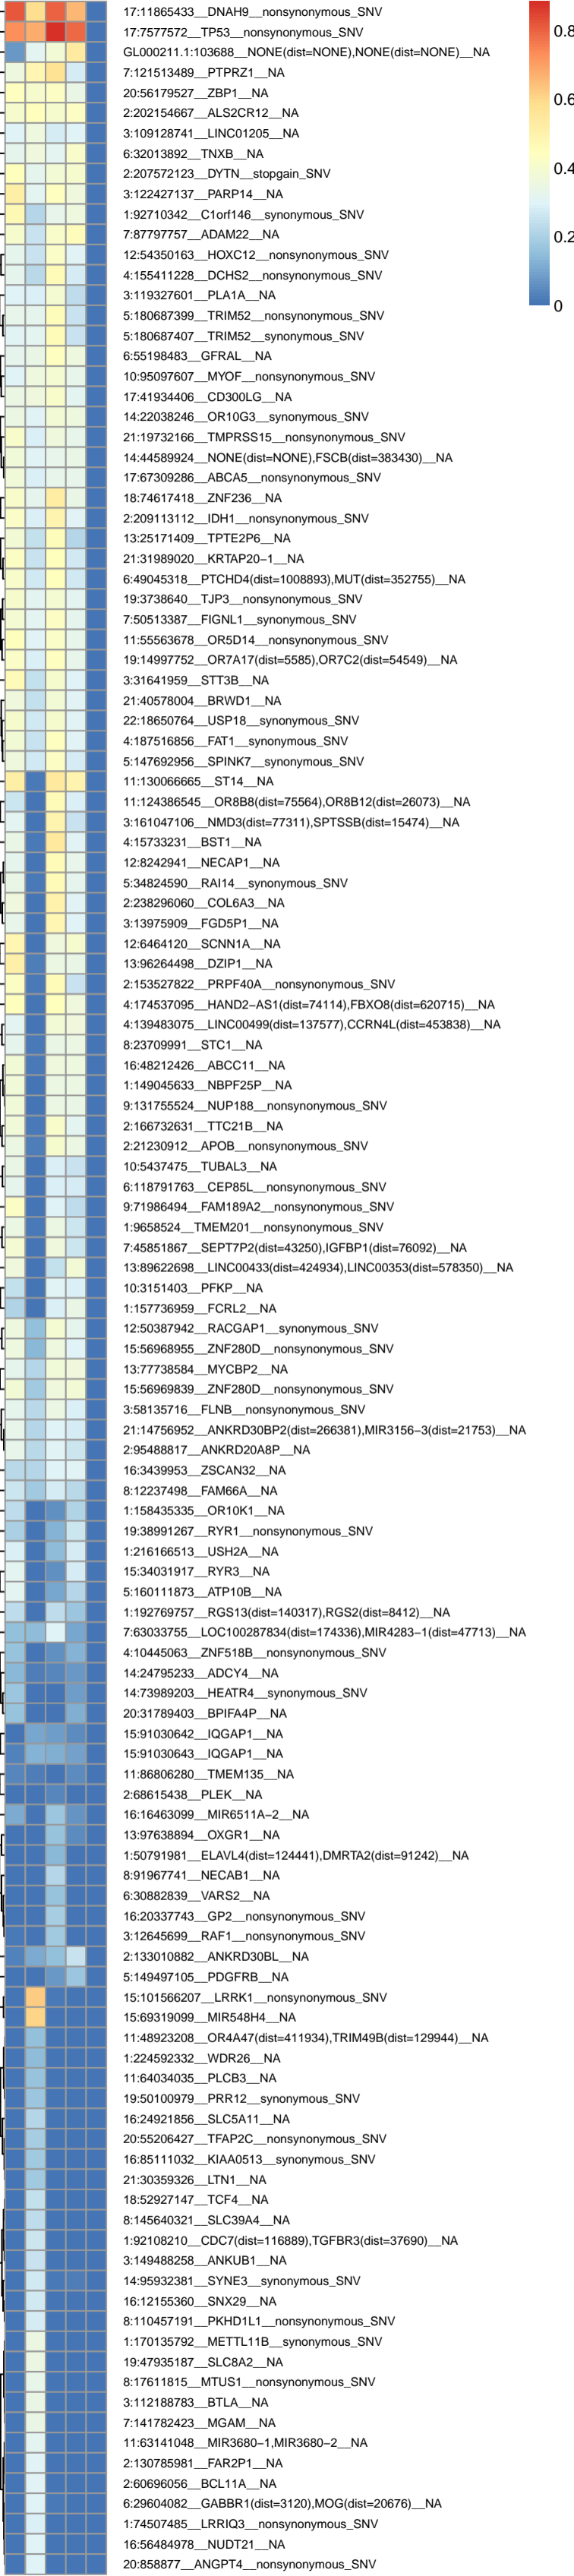 17:11865433__DNAH9__nonsynonymous_SNV
17:7577572__TP53__nonsynonymous_SNV
GL000211.1:103688__NONE(dist=NONE),NONE(dist=NONE)__NA
7:121513489__PTPRZ1__NA
20:56179527__ZBP1__NA
2:202154667__ALS2CR12__NA
3:109128741__LINC01205__NA
6:32013892__TNXB__NA
2:207572123__DYTN__stopgain_SNV
3:122427137__PARP14__NA
1:92710342__C1orf146__synonymous_SNV
7:87797757__ADAM22__NA
12:54350163__HOXC12__nonsynonymous_SNV
4:155411228__DCHS2__nonsynonymous_SNV
3:119327601__PLA1A__NA
5:180687399__TRIM52__nonsynonymous_SNV
5:180687407__TRIM52__synonymous_SNV
6:55198483__GFRAL__NA
10:95097607__MYOF__nonsynonymous_SNV
17:41934406__CD300LG__NA
14:22038246__OR10G3__synonymous_SNV
21:19732166__TMPRSS15__nonsynonymous_SNV
14:44589924__NONE(dist=NONE),FSCB(dist=383430)__NA
17:67309286__ABCA5__nonsynonymous_SNV
18:74617418__ZNF236__NA
2:209113112__IDH1__nonsynonymous_SNV
13:25171409__TPTE2P6__NA
21:31989020__KRTAP20−1__NA
6:49045318__PTCHD4(dist=1008893),MUT(dist=352755)__NA
19:3738640__TJP3__nonsynonymous_SNV
7:50513387__FIGNL1__synonymous_SNV
11:55563678__OR5D14__nonsynonymous_SNV
19:14997752__OR7A17(dist=5585),OR7C2(dist=54549)__NA
3:31641959__STT3B__NA
21:40578004__BRWD1__NA
22:18650764__USP18__synonymous_SNV
4:187516856__FAT1__synonymous_SNV
5:147692956__SPINK7__synonymous_SNV
11:130066665__ST14__NA
11:124386545__OR8B8(dist=75564),OR8B12(dist=26073)__NA
3:161047106__NMD3(dist=77311),SPTSSB(dist=15474)__NA
4:15733231__BST1__NA
12:8242941__NECAP1__NA
5:34824590__RAI14__synonymous_SNV
2:238296060__COL6A3__NA
3:13975909__FGD5P1__NA
12:6464120__SCNN1A__NA
13:96264498__DZIP1__NA
2:153527822__PRPF40A__nonsynonymous_SNV
4:174537095__HAND2−AS1(dist=74114),FBXO8(dist=620715)__NA
4:139483075__LINC00499(dist=137577),CCRN4L(dist=453838)__NA
8:23709991__STC1__NA
16:48212426__ABCC11__NA
1:149045633__NBPF25P__NA
9:131755524__NUP188__nonsynonymous_SNV
2:166732631__TTC21B__NA
2:21230912__APOB__nonsynonymous_SNV
10:5437475__TUBAL3__NA
6:118791763__CEP85L__nonsynonymous_SNV
9:71986494__FAM189A2__nonsynonymous_SNV
1:9658524__TMEM201__nonsynonymous_SNV
7:45851867__SEPT7P2(dist=43250),IGFBP1(dist=76092)__NA
13:89622698__LINC00433(dist=424934),LINC00353(dist=578350)__NA
10:3151403__PFKP__NA
1:157736959__FCRL2__NA
12:50387942__RACGAP1__synonymous_SNV
15:56968955__ZNF280D__nonsynonymous_SNV
13:77738584__MYCBP2__NA
15:56969839__ZNF280D__nonsynonymous_SNV
3:58135716__FLNB__nonsynonymous_SNV
21:14756952__ANKRD30BP2(dist=266381),MIR3156−3(dist=21753)__NA
2:95488817__ANKRD20A8P__NA
16:3439953__ZSCAN32__NA
8:12237498__FAM66A__NA
1:158435335__OR10K1__NA
19:38991267__RYR1__nonsynonymous_SNV
1:216166513__USH2A__NA
15:34031917__RYR3__NA
5:160111873__ATP10B__NA
1:192769757__RGS13(dist=140317),RGS2(dist=8412)__NA
7:63033755__LOC100287834(dist=174336),MIR4283−1(dist=47713)__NA
4:10445063__ZNF518B__nonsynonymous_SNV
14:24795233__ADCY4__NA
14:73989203__HEATR4__synonymous_SNV
20:31789403__BPIFA4P__NA
15:91030642__IQGAP1__NA
15:91030643__IQGAP1__NA
11:86806280__TMEM135__NA
2:68615438__PLEK__NA
16:16463099__MIR6511A−2__NA
13:97638894__OXGR1__NA
1:50791981__ELAVL4(dist=124441),DMRTA2(dist=91242)__NA
8:91967741__NECAB1__NA
6:30882839__VARS2__NA
16:20337743__GP2__nonsynonymous_SNV
3:12645699__RAF1__nonsynonymous_SNV
2:133010882__ANKRD30BL__NA
5:149497105__PDGFRB__NA
15:101566207__LRRK1__nonsynonymous_SNV
15:69319099__MIR548H4__NA
11:48923208__OR4A47(dist=411934),TRIM49B(dist=129944)__NA
1:224592332__WDR26__NA
11:64034035__PLCB3__NA
19:50100979__PRR12__synonymous_SNV
16:24921856__SLC5A11__NA
20:55206427__TFAP2C__nonsynonymous_SNV
16:85111032__KIAA0513__synonymous_SNV
21:30359326__LTN1__NA
18:52927147__TCF4__NA
8:145640321__SLC39A4__NA
1:92108210__CDC7(dist=116889),TGFBR3(dist=37690)__NA
3:149488258__ANKUB1__NA
14:95932381__SYNE3__synonymous_SNV
16:12155360__SNX29__NA
8:110457191__PKHD1L1__nonsynonymous_SNV
1:170135792__METTL11B__synonymous_SNV
19:47935187__SLC8A2__NA
8:17611815__MTUS1__nonsynonymous_SNV
3:112188783__BTLA__NA
7:141782423__MGAM__NA
11:63141048__MIR3680−1,MIR3680−2__NA
2:130785981__FAR2P1__NA
2:60696056__BCL11A__NA
6:29604082__GABBR1(dist=3120),MOG(dist=20676)__NA
1:74507485__LRRIQ3__nonsynonymous_SNV
16:56484978__NUDT21__NA
20:858877__ANGPT4__nonsynonymous_SNV
0.8
0.6
0.4
0.2
0